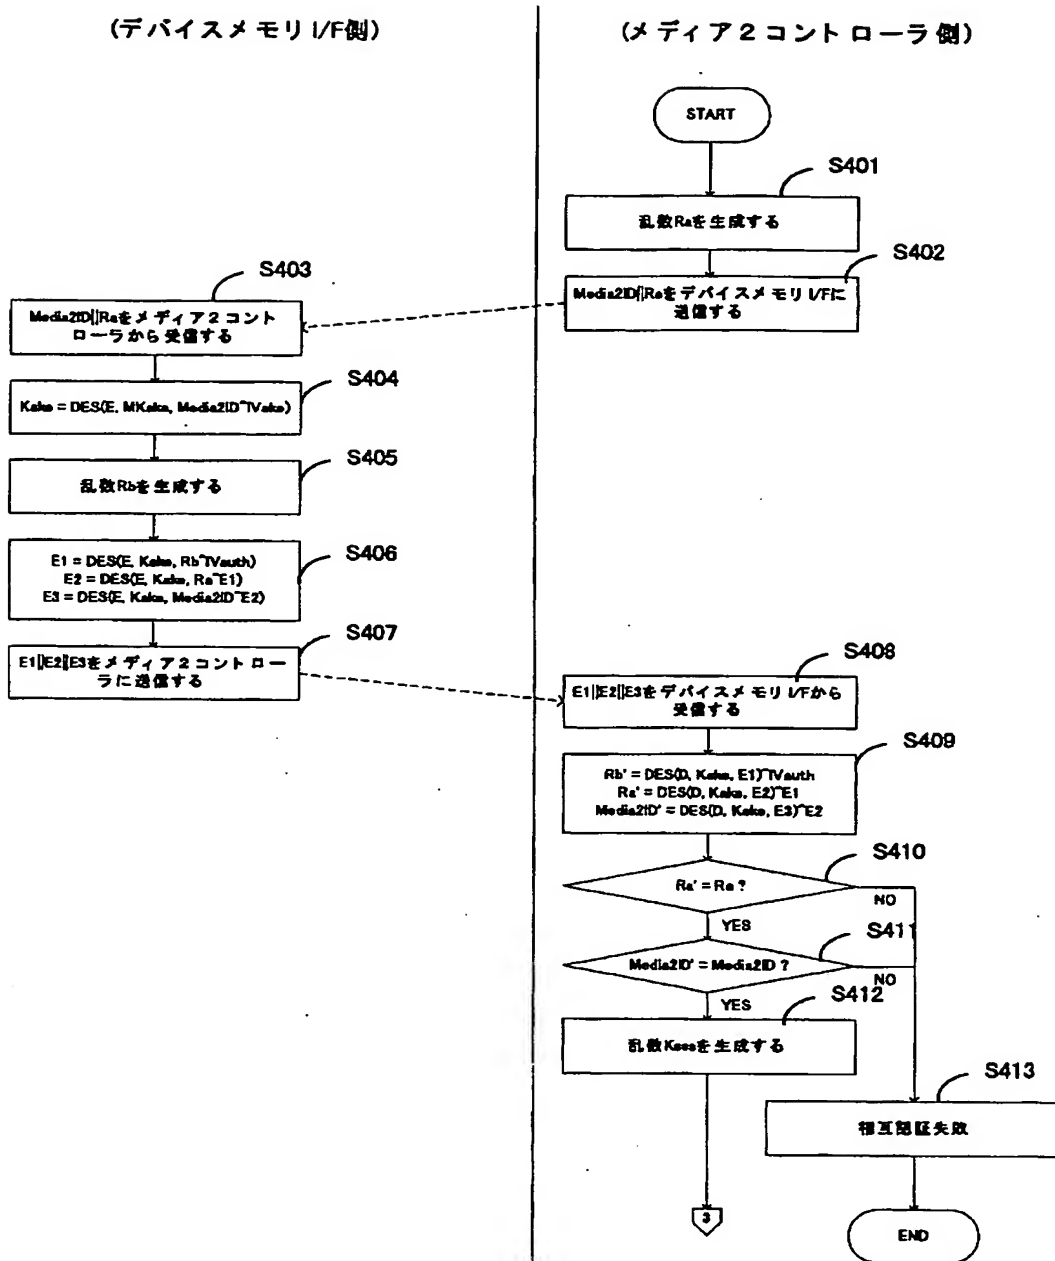 (デバイスメモリI/F側)
(メディア2コントローラ側)
START
S401
乱数Raを生成する
S402
Media2ID||RaをデバイスメモリI/Fに
送信する
S403
Media2ID||Raをメディア2コント
ローラから受信する
S404
Kake = DES(E, MKake, Media2ID^IVake)
S405
乱数Rbを生成する
S406
E1 = DES(E, Kake, Rb^IVauth)
E2 = DES(E, Kake, Ra^E1)
E3 = DES(E, Kake, Media2ID^E2)
S407
E1||E2||E3をメディア2コントロー
ラに送信する
S408
E1||E2||E3をデバイスメモリI/Fから
受信する
S409
Rb' = DES(D, Kake, E1)^IVauth
Ra' = DES(D, Kake, E2)^E1
Media2ID' = DES(D, Kake, E3)^E2
S410
Ra' = Ra ?
NO
YES
S411
Media2ID' = Media2ID ?
NO
YES
S412
乱数Ksesを生成する
S413
相互認証失敗
3
END